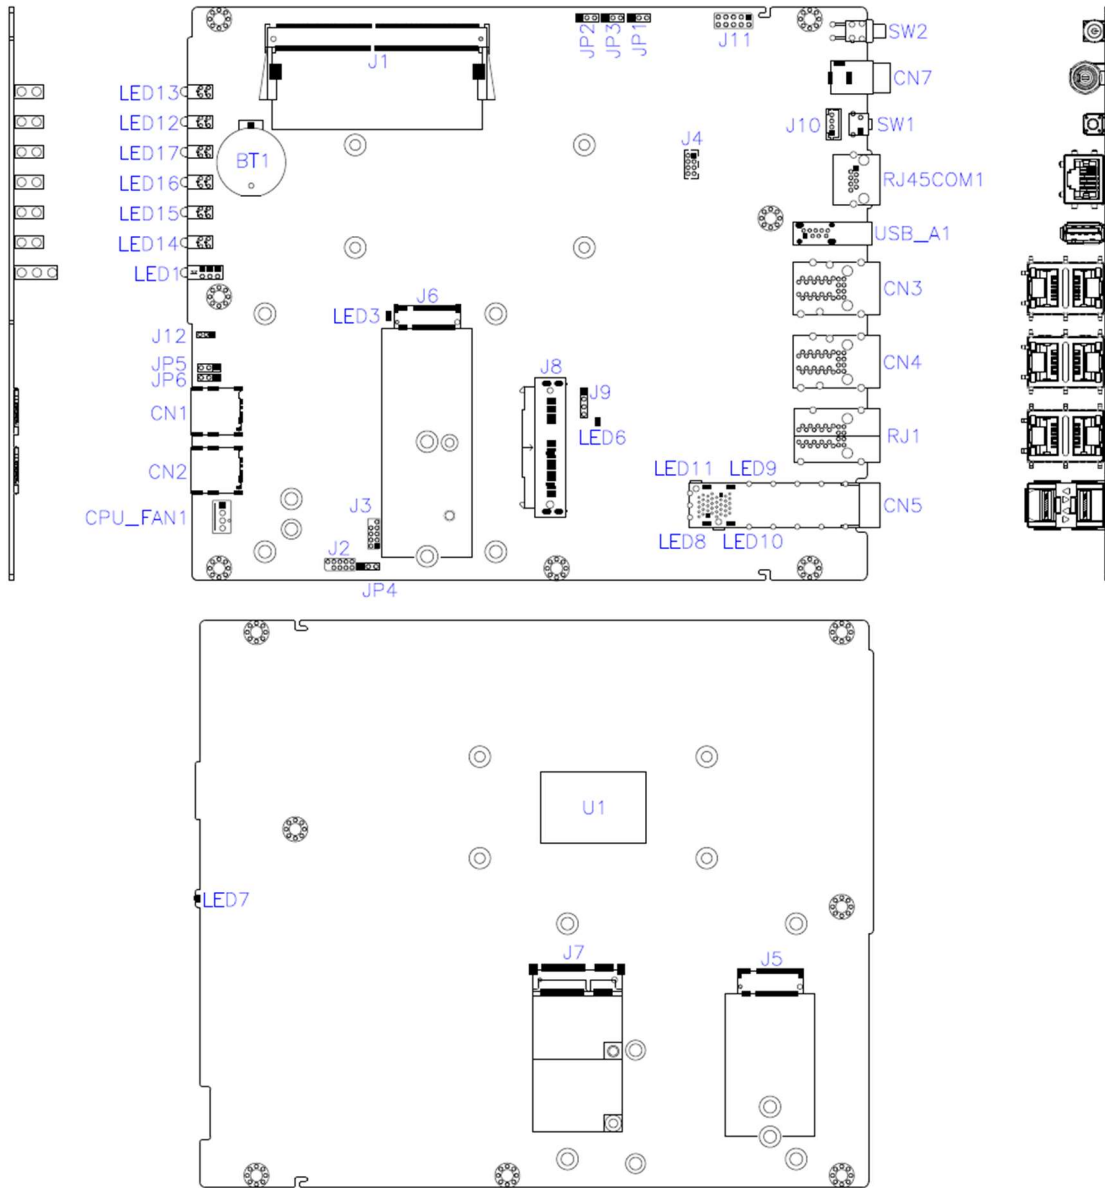 JP2
JP3
JP1
J11
SW2
J1
CN7
LED13
LED12
J10
SW1
LED17
BT1
J4
LED16
RJ45COM1
LED15
USB_A1
LED14
LED1
CN3
J6
LED3
J12
JP5
JP6
CN4
J8
J9
CN1
LED6
RJ1
CN2
LED11
LED9
CPU_FAN1
J3
CN5
LED8
LED10
J2
JP4
U1
LED7
J7
J5